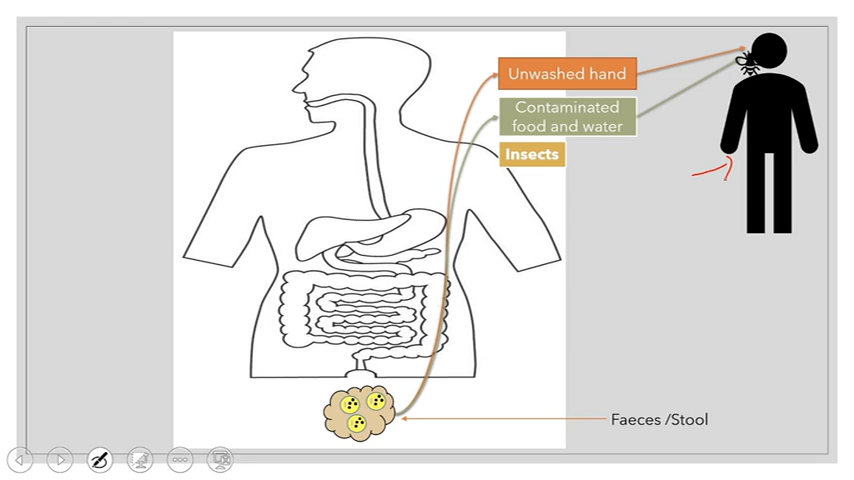 Unwashed hand
Contaminated
food and water
Insects
Faeces /Stool